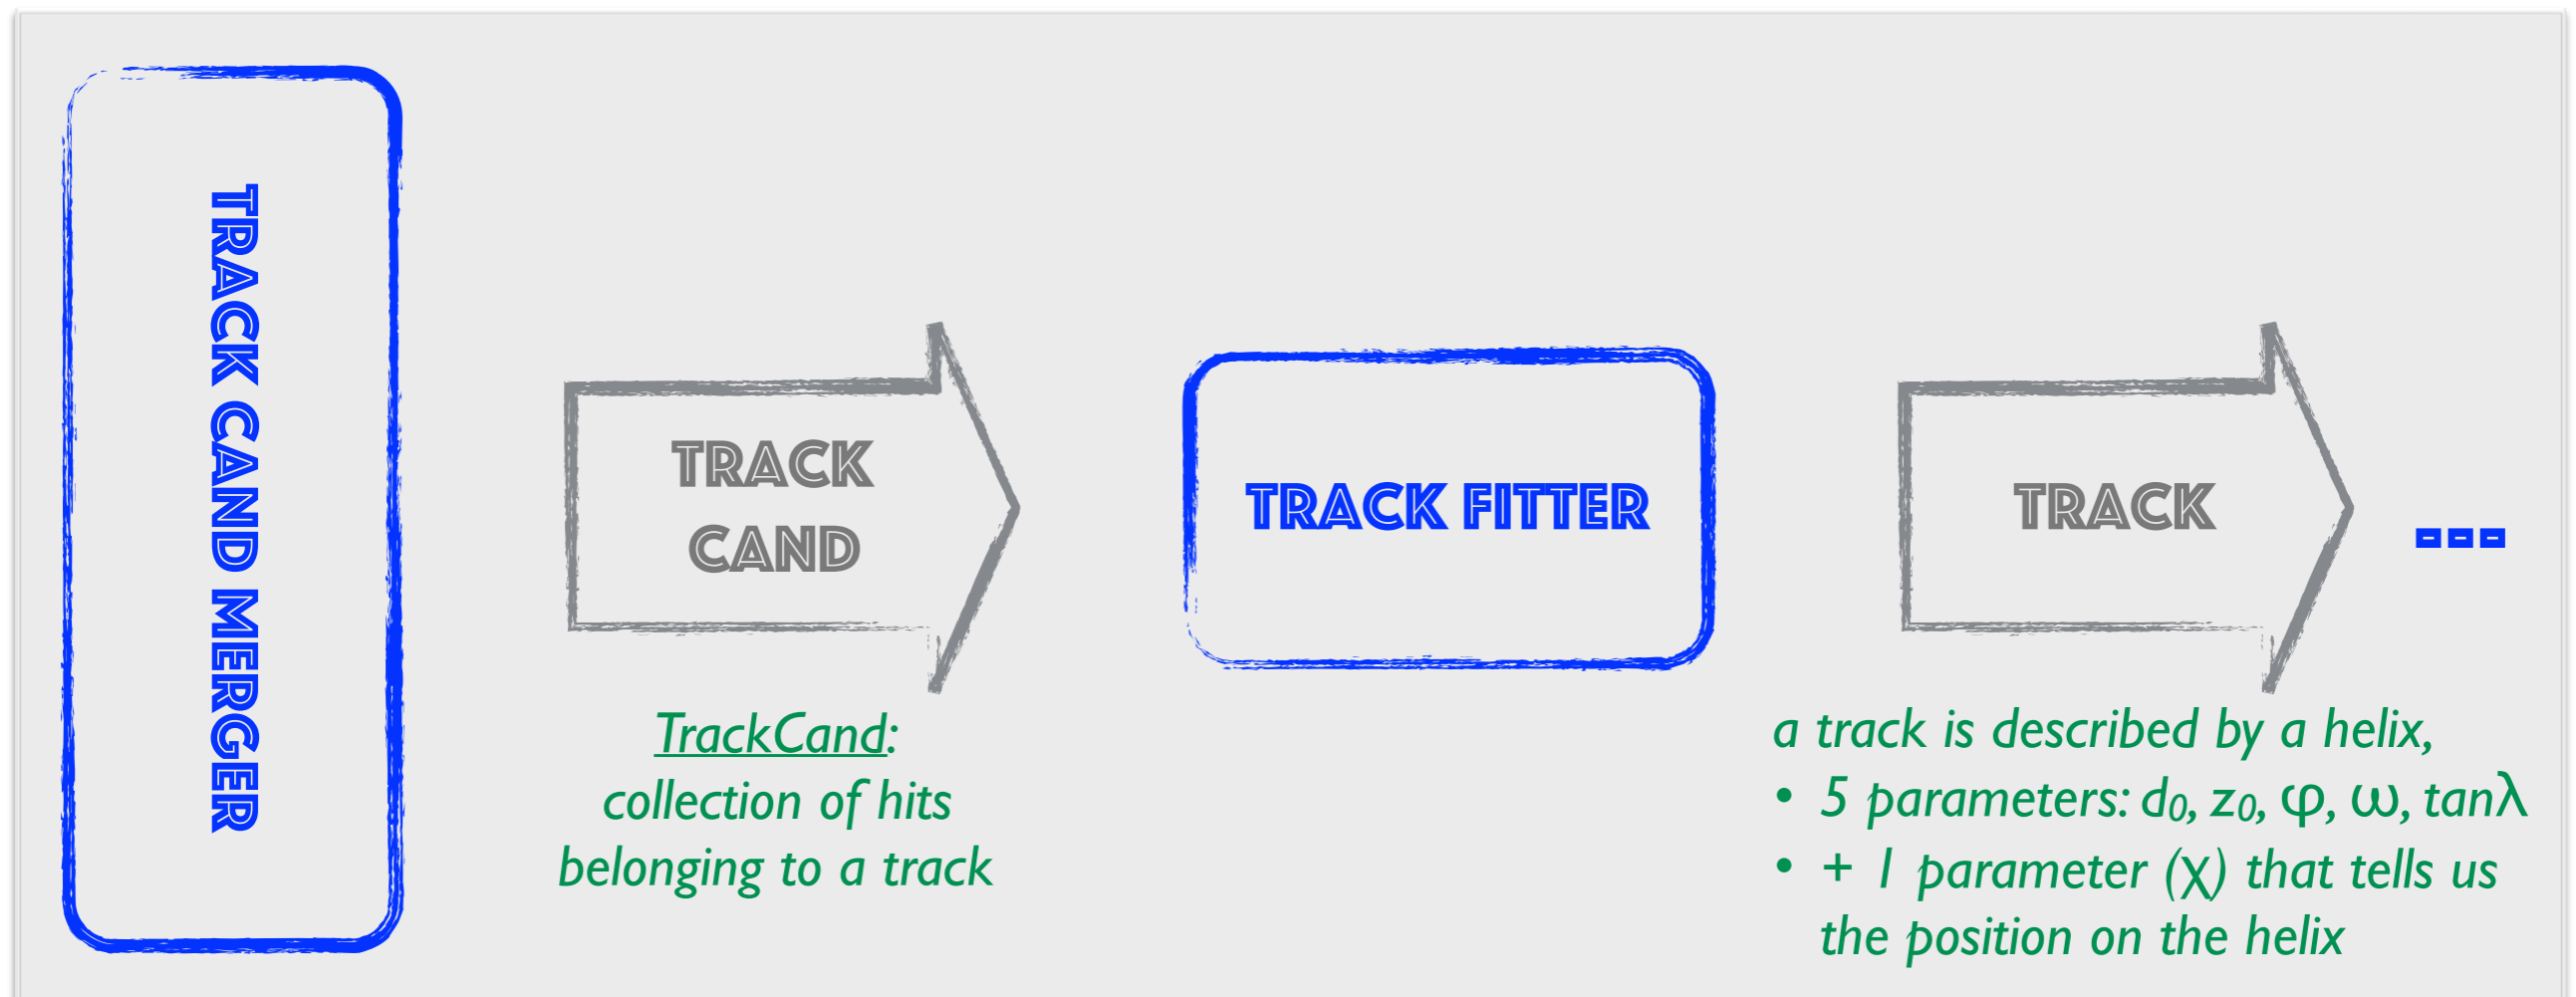 TRACK CAND MERGER
TRACK
CAND
TrackCand:
collection of hits
belonging to a track
TRACK FITTER
TRACK
...
a track is described by a helix,
• 5 parameters: d0, z0, φ, ω, tanλ
• + 1 parameter (χ) that tells us
the position on the helix